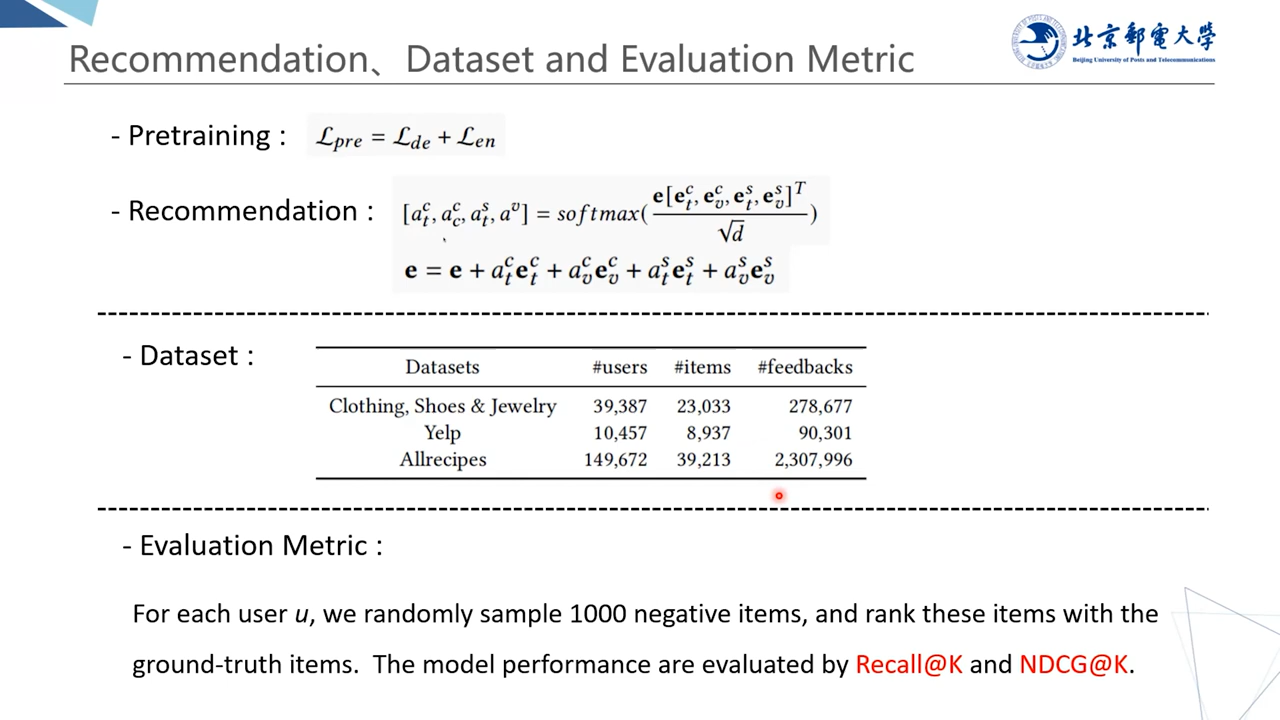 Recommendation、Dataset and Evaluation Metric
北京郵電大學
Beijing University of Posts and Telecommunications
- Pretraining : ℒ_pre = ℒ_de + ℒ_en
- Recommendation : [a_t^c, a_c^c, a_t^s, a^v] = softmax(e[e_t^c, e_v^c, e_t^s, e_v^s]^T / √d)
e = e + a_t^c e_t^c + a_v^c e_v^c + a_t^s e_t^s + a_v^s e_v^s
- Dataset :
Datasets #users #items #feedbacks
Clothing, Shoes & Jewelry 39,387 23,033 278,677
Yelp 10,457 8,937 90,301
Allrecipes 149,672 39,213 2,307,996
- Evaluation Metric :
For each user u, we randomly sample 1000 negative items, and rank these items with the
ground-truth items. The model performance are evaluated by Recall@K and NDCG@K.